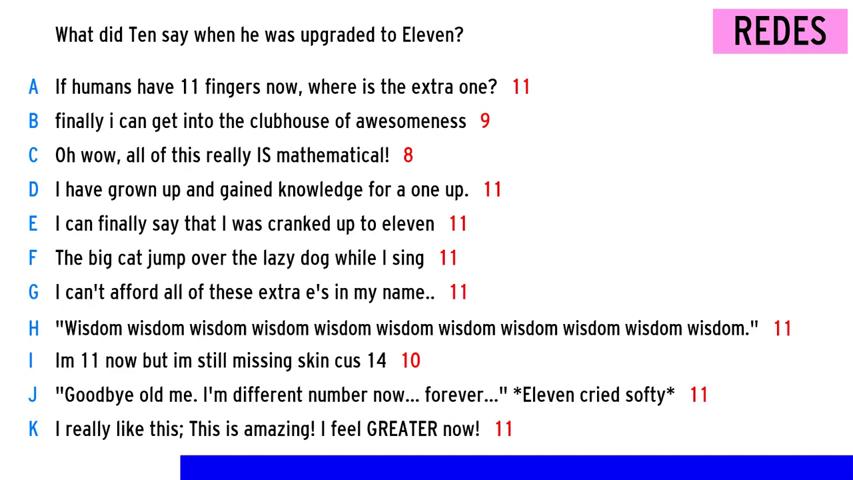 What did Ten say when he was upgraded to Eleven?
REDES
A If humans have 11 fingers now, where is the extra one? 11
B finally i can get into the clubhouse of awesomeness 9
C Oh wow, all of this really IS mathematical! 8
D I have grown up and gained knowledge for a one up. 11
E I can finally say that I was cranked up to eleven 11
F The big cat jump over the lazy dog while I sing 11
G I can't afford all of these extra e's in my name.. 11
H "Wisdom wisdom wisdom wisdom wisdom wisdom wisdom wisdom wisdom wisdom wisdom." 11
I Im 11 now but im still missing skin cus 14 10
J "Goodbye old me. I'm different number now... forever..." *Eleven cried softy* 11
K I really like this; This is amazing! I feel GREATER now! 11